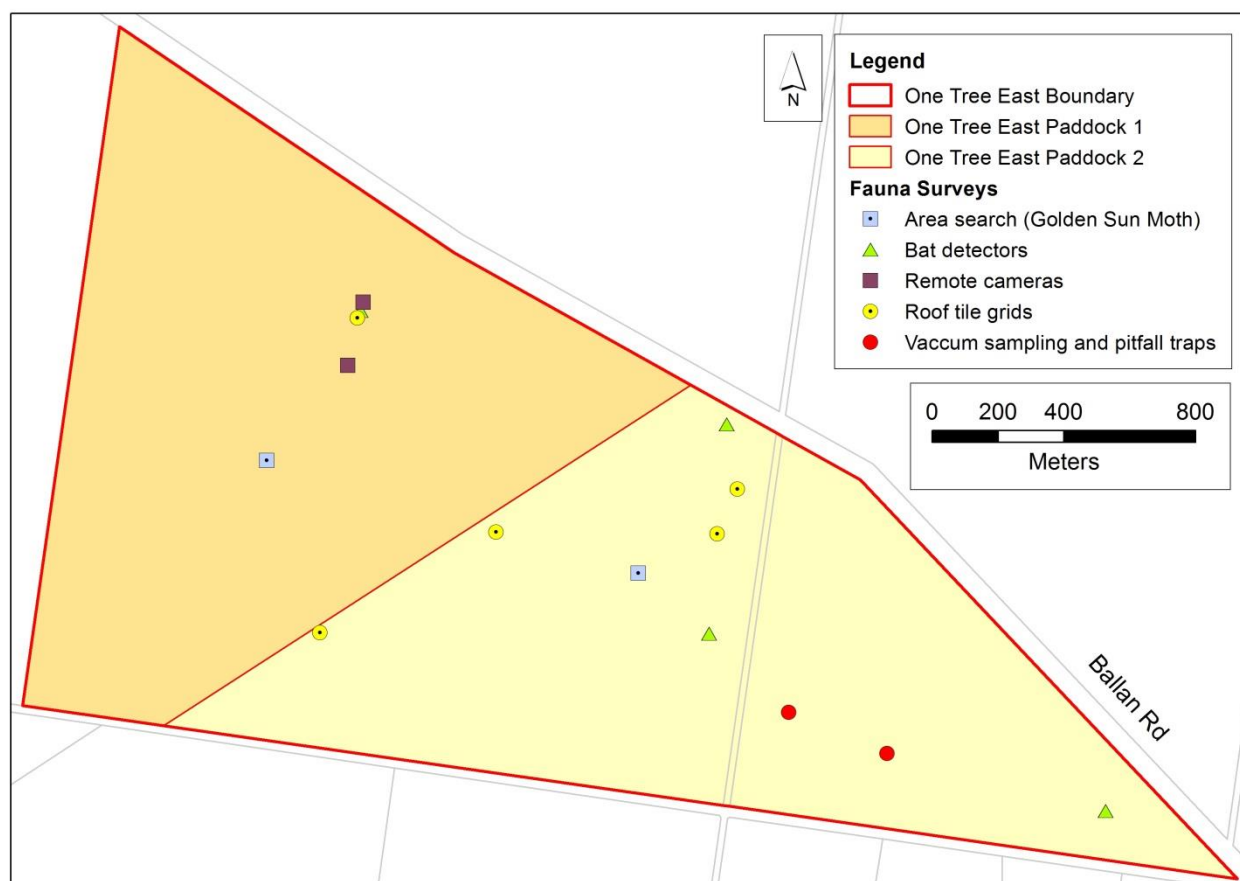 N
Legend
One Tree East Boundary
One Tree East Paddock 1
One Tree East Paddock 2
Fauna Surveys
Area search (Golden Sun Moth)
Bat detectors
Remote cameras
Roof tile grids
Vaccum sampling and pitfall traps
0 200 400 800
Meters
Ballan Rd